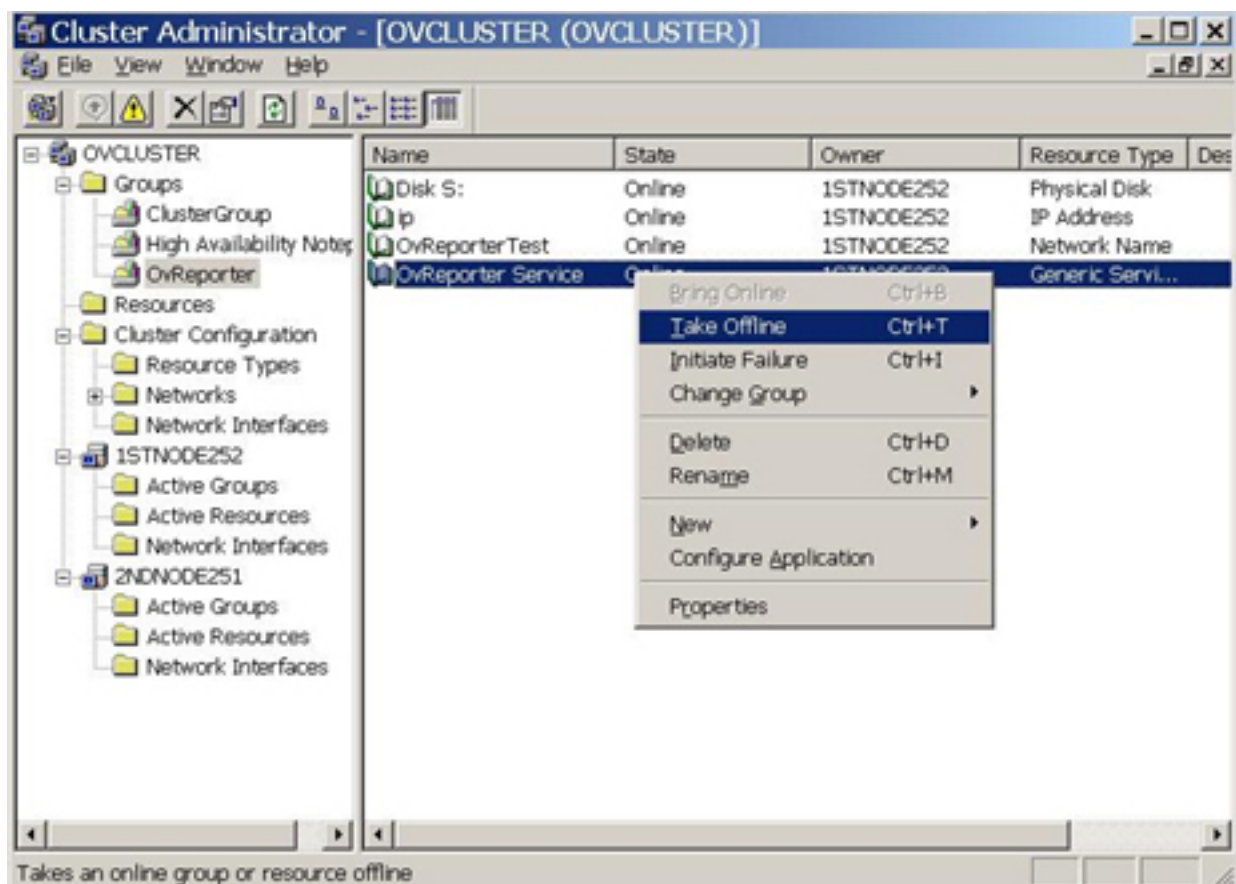 Cluster Administrator - [OVCLUSTER (OVCLUSTER)]
File View Window Help
OVCLUSTER
Groups
ClusterGroup
High Availability Notep
OvReporter
Resources
Cluster Configuration
Resource Types
Networks
Network Interfaces
1STNODE252
Active Groups
Active Resources
Network Interfaces
2NDNODE251
Active Groups
Active Resources
Network Interfaces
Name State Owner Resource Type Des
Disk S: Online 1STNODE252 Physical Disk
ip Online 1STNODE252 IP Address
OvReporterTest Online 1STNODE252 Network Name
OvReporter Service Online 1STNODE252 Generic Servi...
Bring Online Ctrl+B
Take Offline Ctrl+T
Initiate Failure Ctrl+I
Change Group
Delete Ctrl+D
Rename Ctrl+M
New
Configure Application
Properties
Takes an online group or resource offline